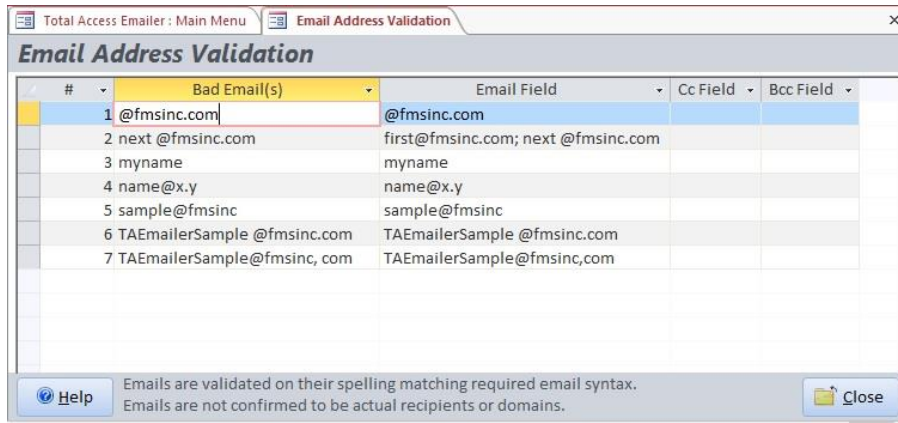 Total Access Emailer : Main Menu Email Address Validation
Email Address Validation
# Bad Email(s) Email Field Cc Field Bcc Field
1 @fmsinc.com @fmsinc.com
2 next @fmsinc.com first@fmsinc.com; next @fmsinc.com
3 myname myname
4 name@x.y name@x.y
5 sample@fmsinc sample@fmsinc
6 TAEmailerSample @fmsinc.com TAEmailerSample @fmsinc.com
7 TAEmailerSample@fmsinc, com TAEmailerSample@fmsinc,com
Help Emails are validated on their spelling matching required email syntax.
Emails are not confirmed to be actual recipients or domains. Close